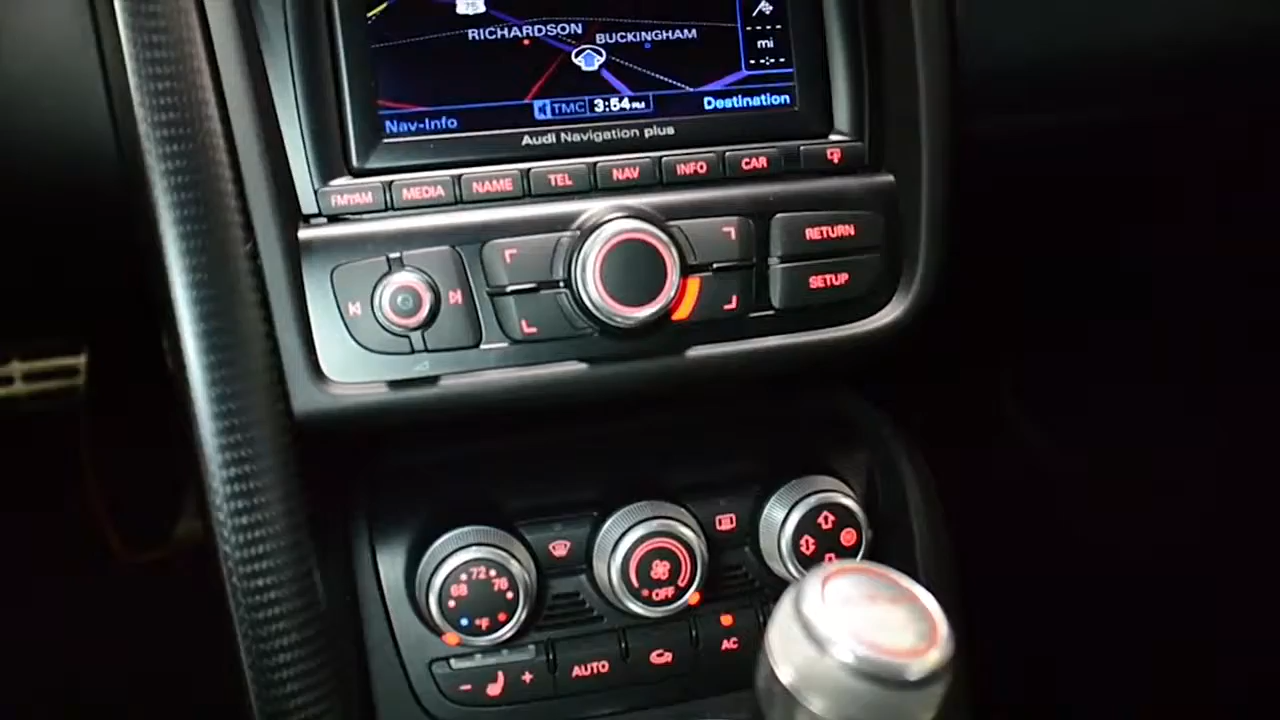 75
RICHARDSON
BUCKINGHAM
mi
TMC 3:54PM
Nav-Info
Destination
Audi Navigation plus
FM/AM MEDIA NAME TEL NAV INFO CAR
RETURN
SETUP
72
68 76
°F
OFF
AC
AUTO
- +